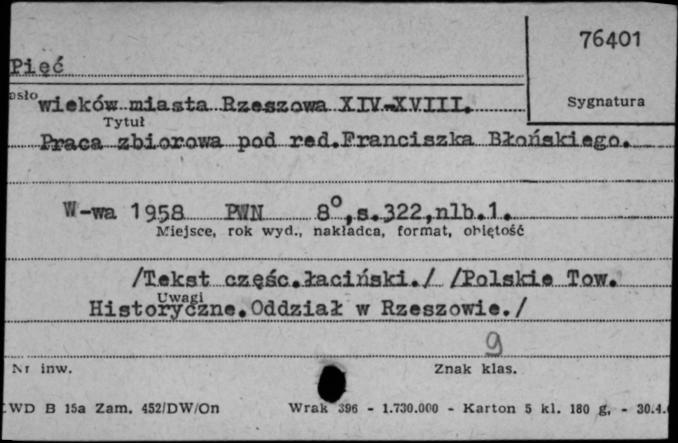 76401
Pięć
asło
wieków miasta Rzeszowa XIV-XVIII.
Sygnatura
Tytuł
Praca zbiorowa pod red.Franciszka Błońskiego.
W-wa 1958 PWN 8°,s.322,nlb.1.
Miejsce, rok wyd., nakładca, format, objętość
/Tekst częśc.łaciński./ /Polskie Tow.
Uwagi
Historyczne.Oddział w Rzeszowie./
9
Nr inw.
Znak klas.
WD B 15a Zam. 452/DW/On Wrak 396 - 1.730.000 - Karton 5 kl. 180 g. - 30.4.